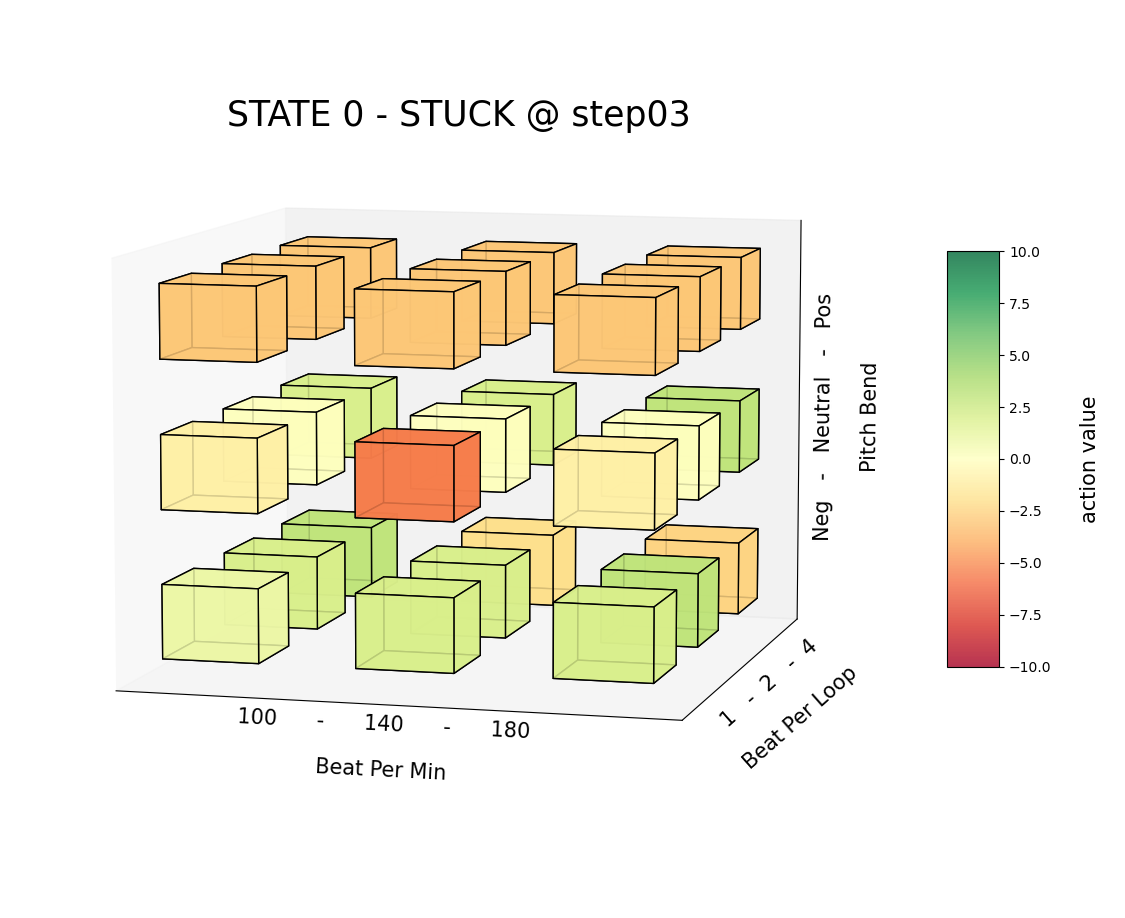 STATE 0 - STUCK @ step03
100 - 140 - 180
Beat Per Min
1 - 2 - 4
Beat Per Loop
Neg - Neutral - Pos
Pitch Bend
10.0
7.5
5.0
2.5
0.0
−2.5
−5.0
−7.5
−10.0
action value